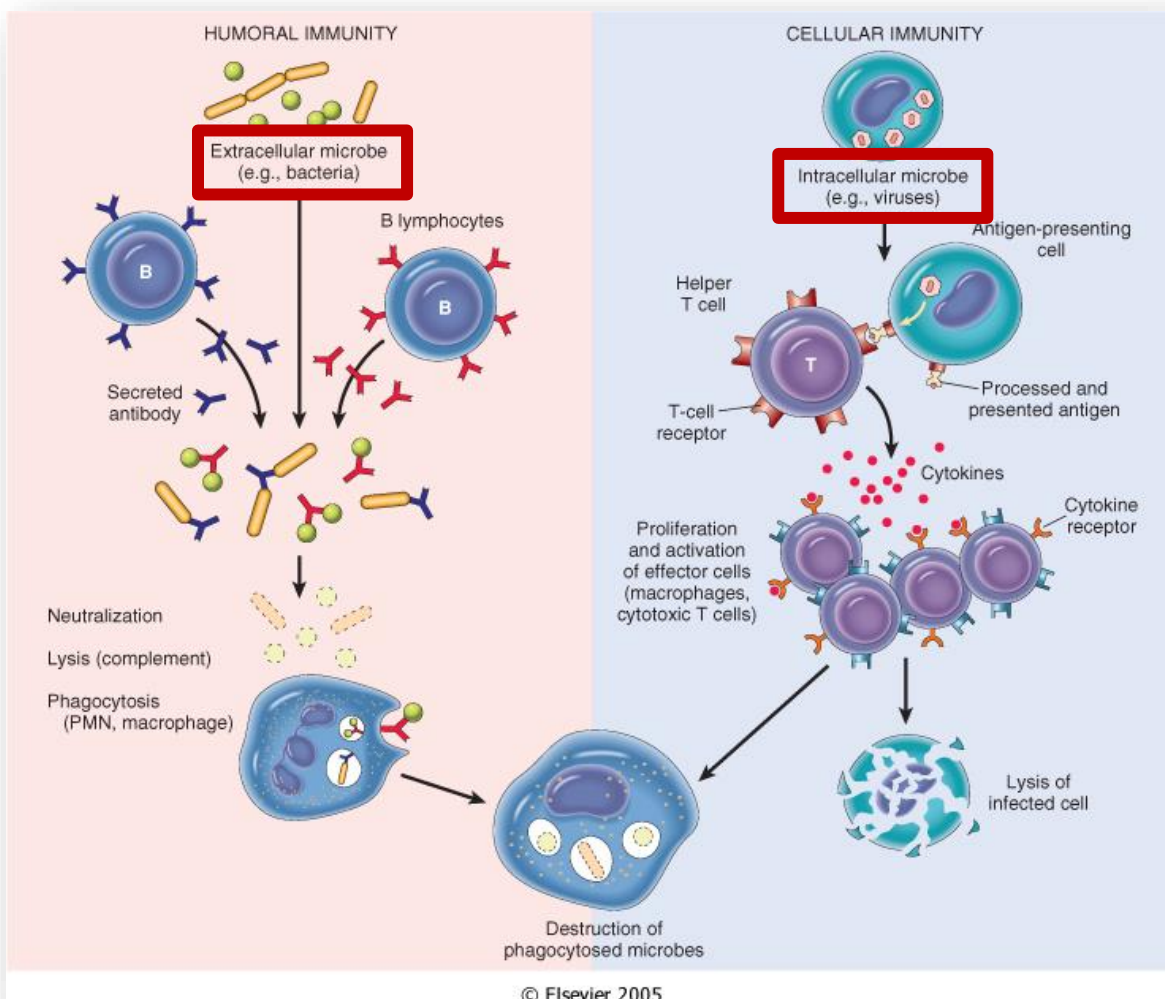 HUMORAL IMMUNITY
Extracellular microbe
(e.g., bacteria)
B lymphocytes
B
B
Secreted
antibody
Neutralization
Lysis (complement)
Phagocytosis
(PMN, macrophage)
CELLULAR IMMUNITY
Intracellular microbe
(e.g., viruses)
Antigen-presenting
cell
Helper
T cell
T
Processed and
presented antigen
T-cell
receptor
Cytokines
Cytokine
receptor
Proliferation
and activation
of effector cells
(macrophages,
cytotoxic T cells)
Lysis of
infected cell
Destruction of
phagocytosed microbes
© Elsevier 2005